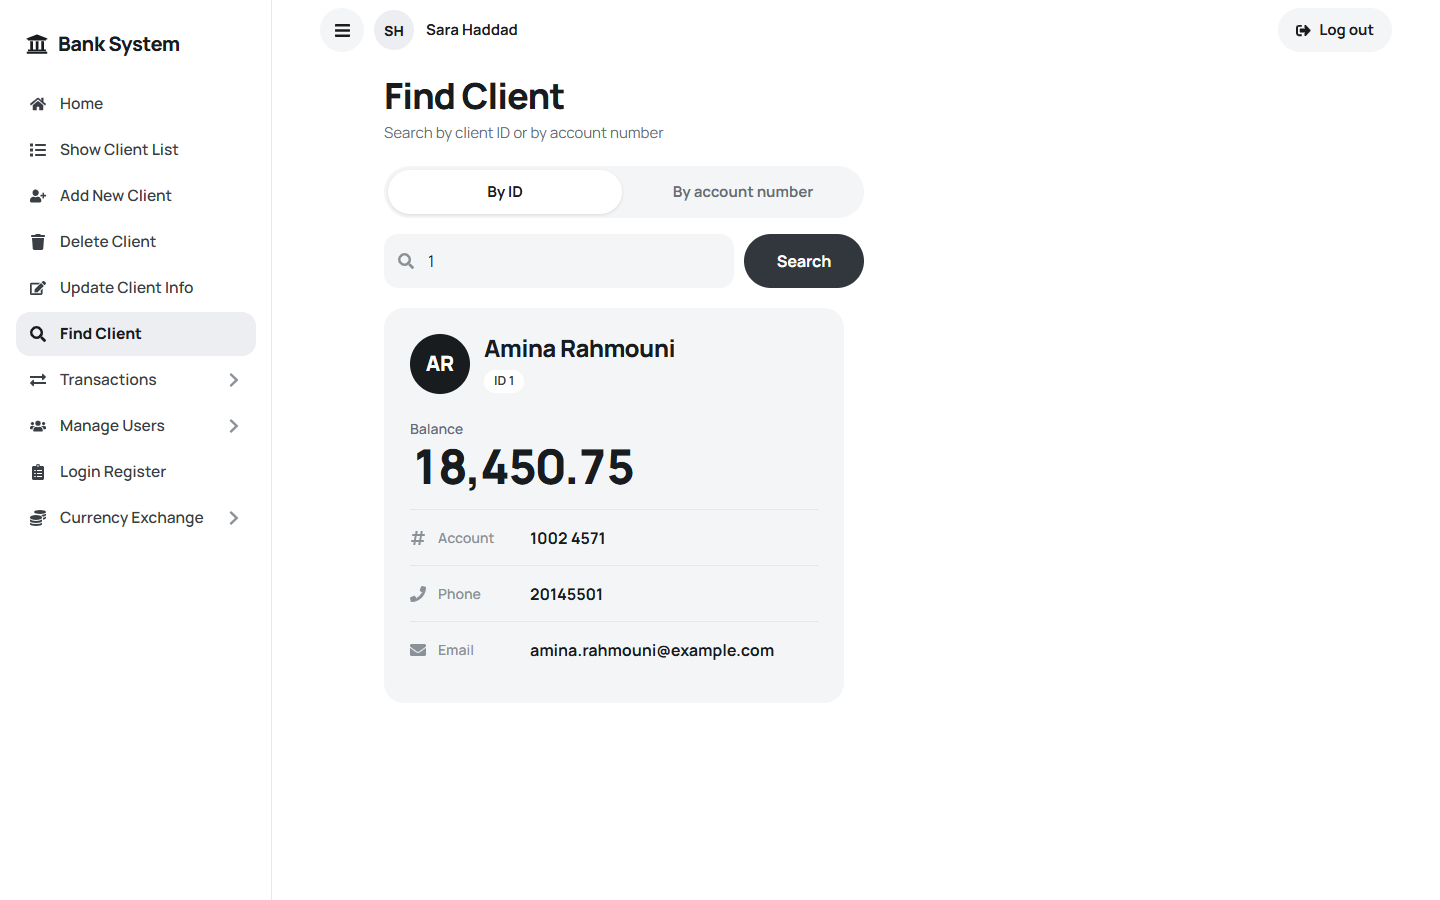 Bank System
Home
Show Client List
Add New Client
Delete Client
Update Client Info
Find Client
Transactions
Manage Users
Login Register
Currency Exchange
SH Sara Haddad
Log out
Find Client
Search by client ID or by account number
By ID By account number
1 Search
AR Amina Rahmouni
ID 1
Balance
18,450.75
# Account 1002 4571
Phone 20145501
Email amina.rahmouni@example.com